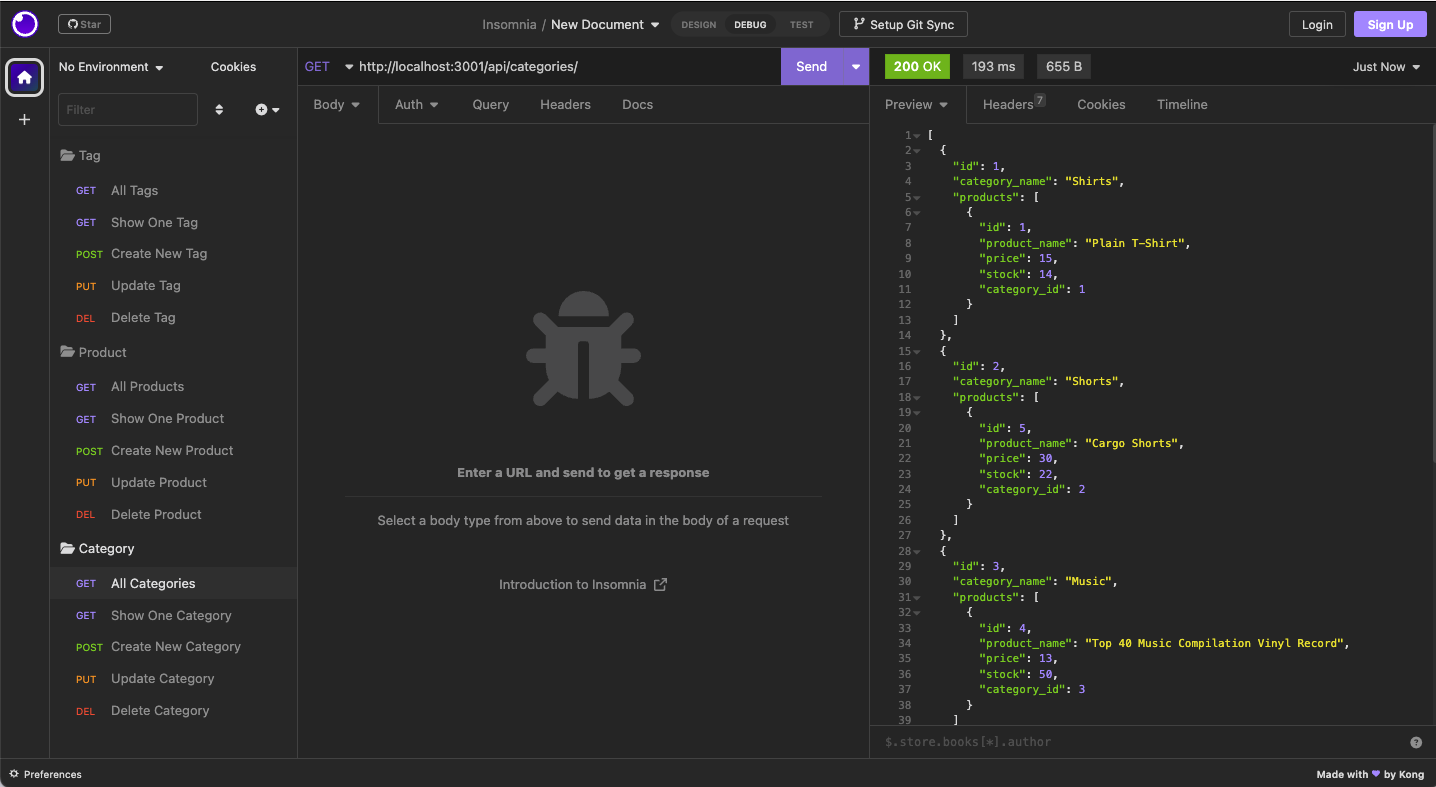 Star
Insomnia / New Document
DESIGN DEBUG TEST
Setup Git Sync
Login
Sign Up
No Environment
Cookies
Filter
Tag
GET All Tags
GET Show One Tag
POST Create New Tag
PUT Update Tag
DEL Delete Tag
Product
GET All Products
GET Show One Product
POST Create New Product
PUT Update Product
DEL Delete Product
Category
GET All Categories
GET Show One Category
POST Create New Category
PUT Update Category
DEL Delete Category
GET http://localhost:3001/api/categories/ Send
Body Auth Query Headers Docs
Enter a URL and send to get a response
Select a body type from above to send data in the body of a request
Introduction to Insomnia
200 OK 193 ms 655 B Just Now
Preview Headers 7 Cookies Timeline
1 [
2 {
3 "id": 1,
4 "category_name": "Shirts",
5 "products": [
6 {
7 "id": 1,
8 "product_name": "Plain T-Shirt",
9 "price": 15,
10 "stock": 14,
11 "category_id": 1
12 }
13 ]
14 },
15 {
16 "id": 2,
17 "category_name": "Shorts",
18 "products": [
19 {
20 "id": 5,
21 "product_name": "Cargo Shorts",
22 "price": 30,
23 "stock": 22,
24 "category_id": 2
25 }
26 ]
27 },
28 {
29 "id": 3,
30 "category_name": "Music",
31 "products": [
32 {
33 "id": 4,
34 "product_name": "Top 40 Music Compilation Vinyl Record",
35 "price": 13,
36 "stock": 50,
37 "category_id": 3
38 }
39 ]
$.store.books[*].author
?
Preferences
Made with 💜 by Kong